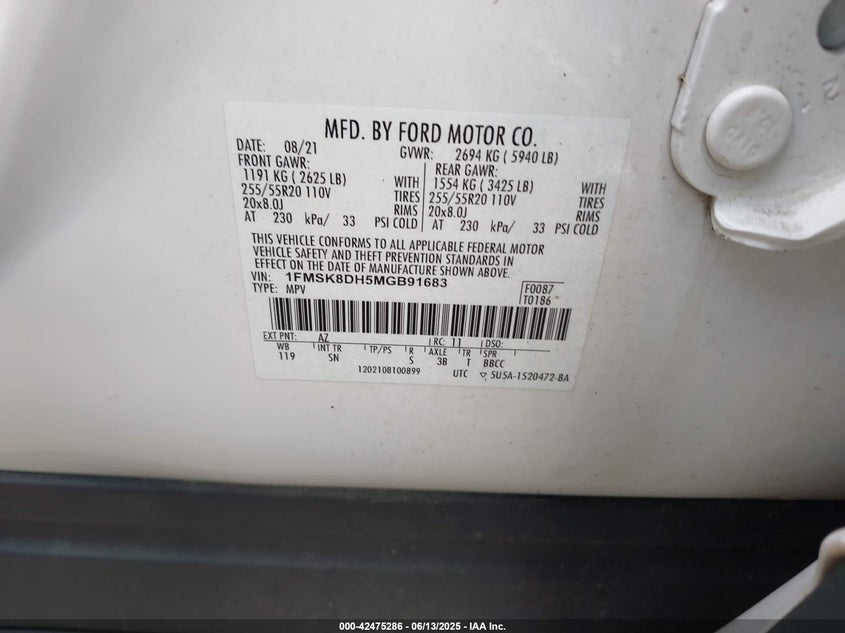 MFD. BY FORD MOTOR CO.
DATE: 08/21 GVWR: 2694 KG ( 5940 LB)
FRONT GAWR: REAR GAWR:
1191 KG ( 2625 LB) WITH 1554 KG ( 3425 LB) WITH
255/55R20 110V TIRES 255/55R20 110V TIRES
20x8.0J RIMS 20x8.0J RIMS
AT 230 kPa/ 33 PSI COLD AT 230 kPa/ 33 PSI COLD
THIS VEHICLE CONFORMS TO ALL APPLICABLE FEDERAL MOTOR
VEHICLE SAFETY AND THEFT PREVENTION STANDARDS IN
EFFECT ON THE DATE OF MANUFACTURE SHOWN ABOVE.
VIN: 1FMSK8DH5MGB91683 F0087
TYPE: MPV T0186
EXT PNT: AZ RC: 11 DSO:
WB INT TR TP/PS R AXLE TR SPR
119 SN S 3B T BBCC
1202108100899 UTC 5U5A-1520472-BA
000-42475286 - 06/13/2025 - IAA Inc.